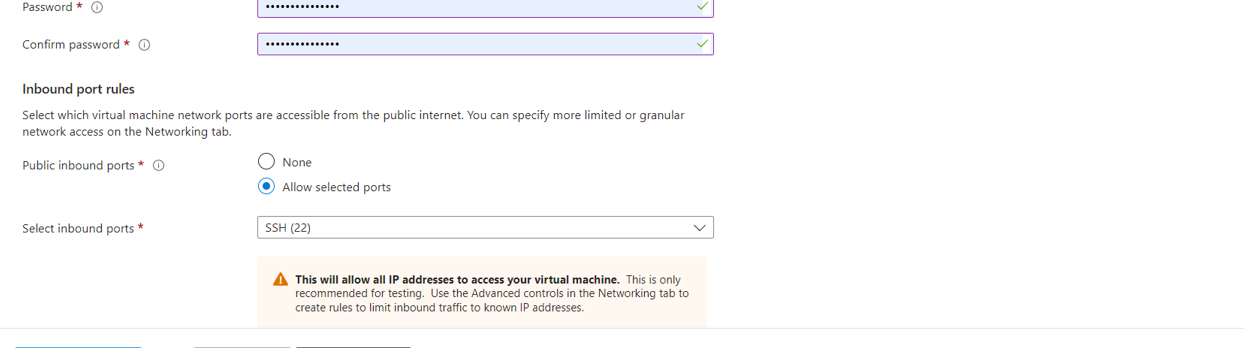 Password *
•••••••••••••••
Confirm password *
•••••••••••••••
Inbound port rules
Select which virtual machine network ports are accessible from the public internet. You can specify more limited or granular
network access on the Networking tab.
Public inbound ports *
None
Allow selected ports
Select inbound ports *
SSH (22)
This will allow all IP addresses to access your virtual machine. This is only
recommended for testing. Use the Advanced controls in the Networking tab to
create rules to limit inbound traffic to known IP addresses.